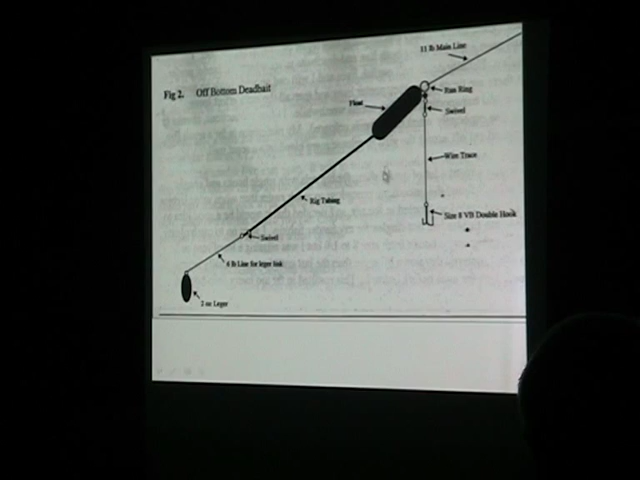 11 lb Main Line
Fig 2. Off Bottom Deadbait
Run Ring
Float
Swivel
Wire Trace
Rig Tubing
Size 8 VB Double Hook
Swivel
6 lb Line for leger link
2 oz Leger